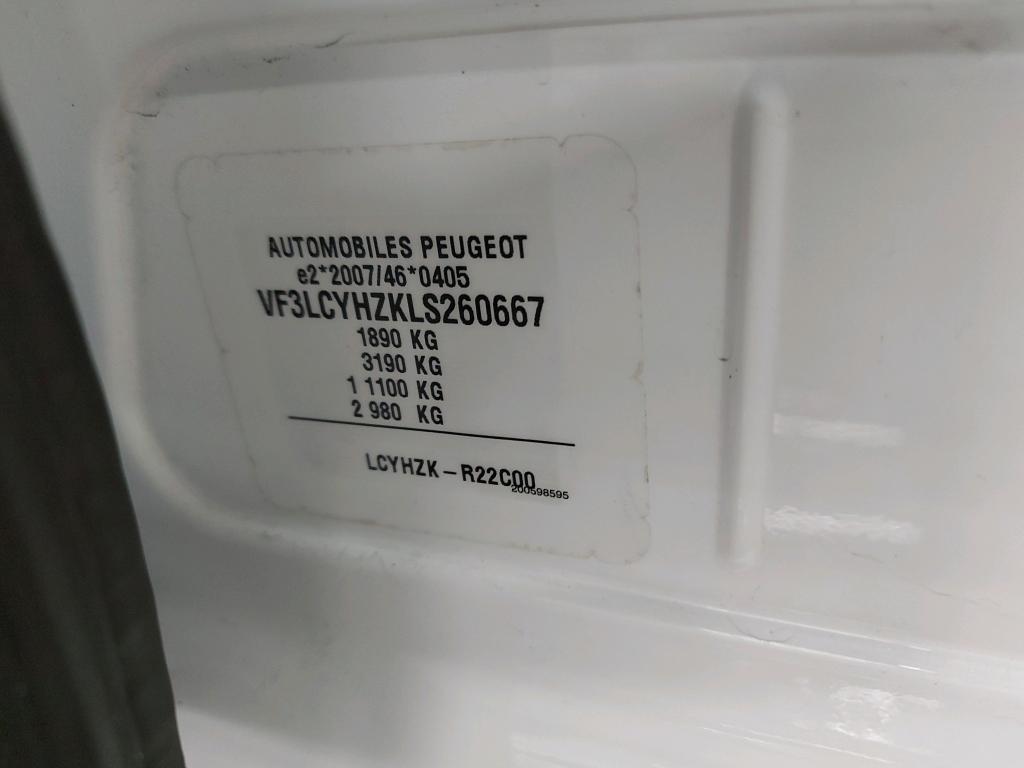 AUTOMOBILES PEUGEOT
e2*2007/46*0405
VF3LCYHZKLS260667
1890 KG
3190 KG
1 1100 KG
2 980 KG
LCYHZK-R22C00
200598595